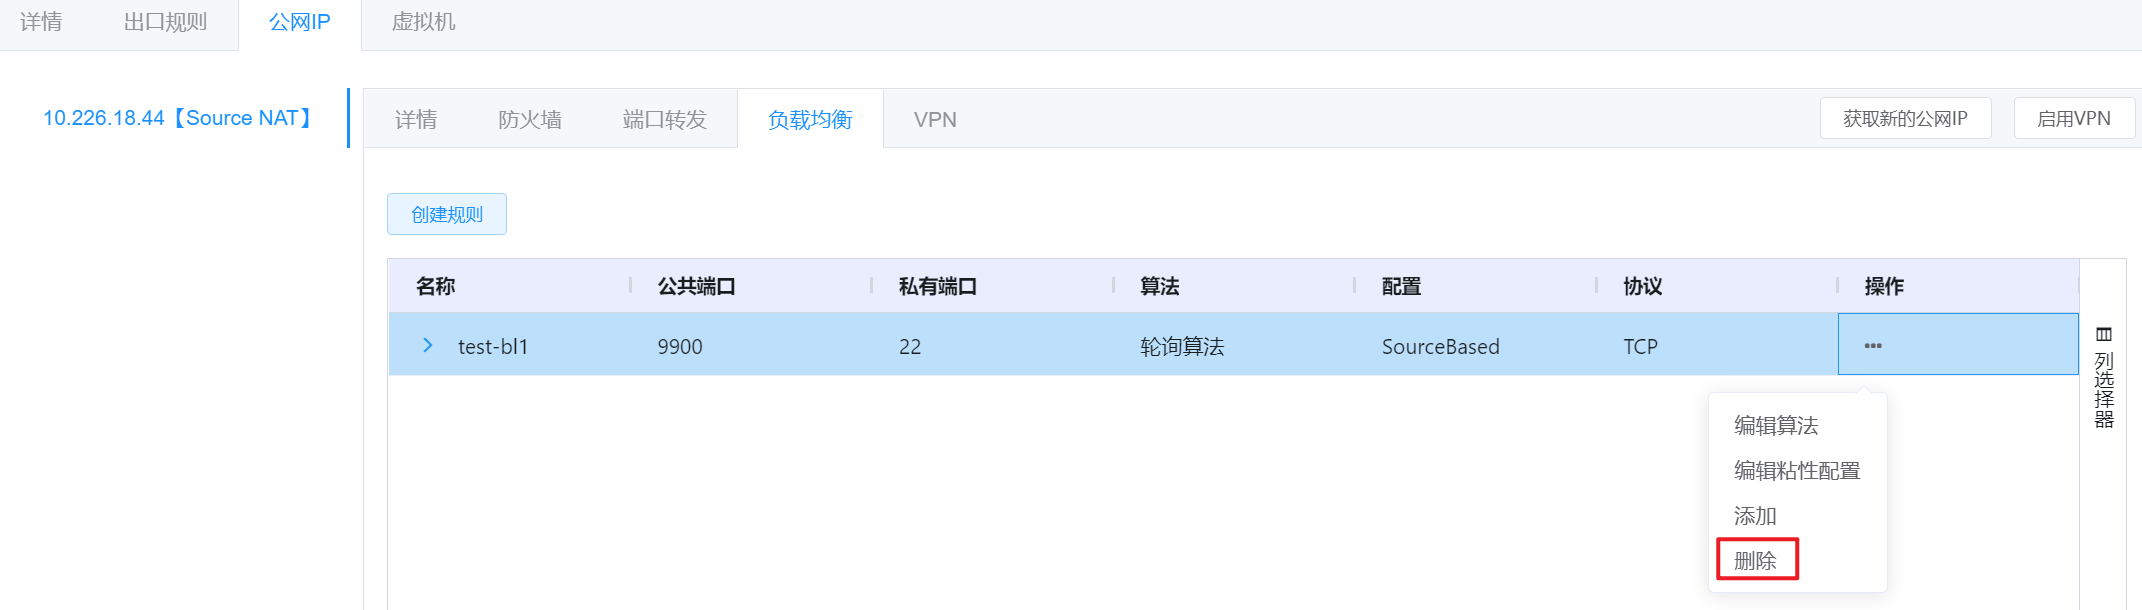 详情 出口规则 公网IP 虚拟机
10.226.18.44【Source NAT】
详情 防火墙 端口转发 负载均衡 VPN 获取新的公网IP 启用VPN
创建规则
名称 公共端口 私有端口 算法 配置 协议 操作
test-bl1 9900 22 轮询算法 SourceBased TCP
列选择器
编辑算法
编辑粘性配置
添加
删除